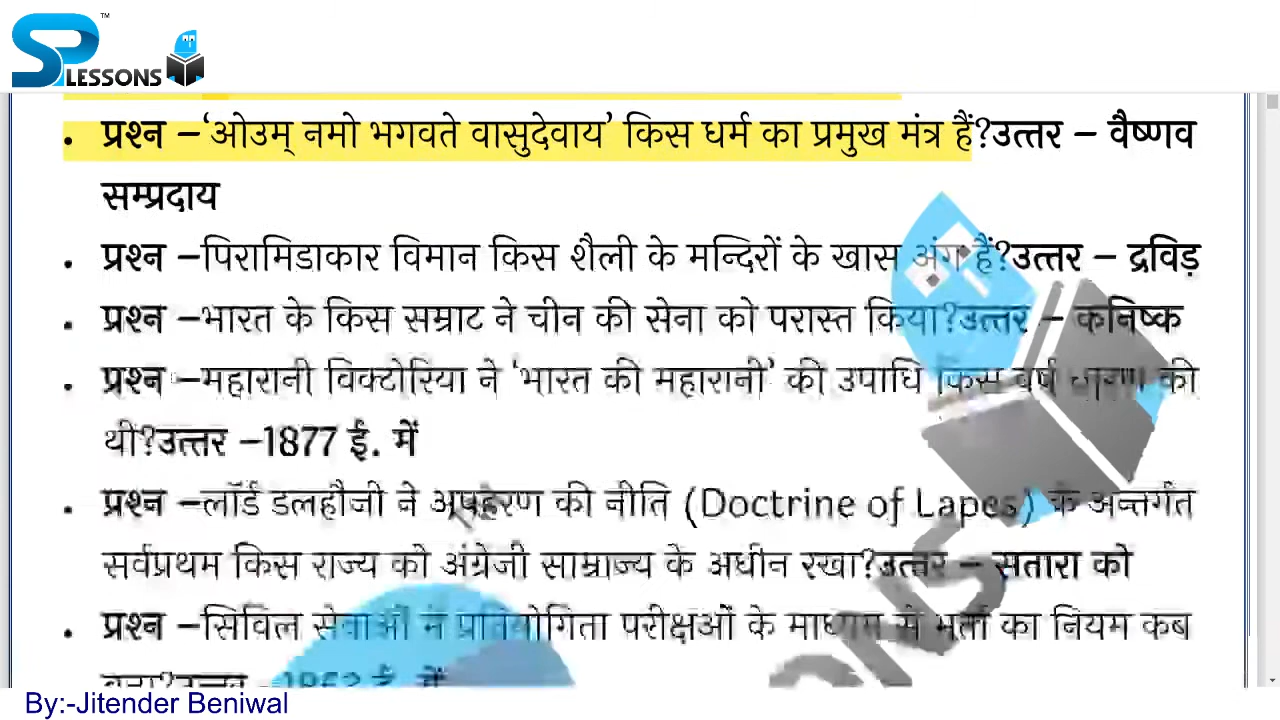 SP LESSONS ™
• प्रश्न –‘ओउम् नमो भगवते वासुदेवाय’ किस धर्म का प्रमुख मंत्र हैं?उत्तर – वैष्णव
सम्प्रदाय
• प्रश्न –पिरामिडाकार विमान किस शैली के मन्दिरों के खास अंग हैं?उत्तर – द्रविड़
• प्रश्न –भारत के किस सम्राट ने चीन की सेना को परास्त किया?उत्तर – कनिष्क
• प्रश्न –महारानी विक्टोरिया ने ‘भारत की महारानी’ की उपाधि किस वर्ष धारण की
थी?उत्तर –1877 ई. में
• प्रश्न –लॉर्ड डलहौजी ने अपहरण की नीति (Doctrine of Lapes) के अन्तर्गत
सर्वप्रथम किस राज्य को अंग्रेजी साम्राज्य के अधीन रखा?उत्तर – सतारा को
• प्रश्न –सिविल सेवाओं में प्रतियोगिता परीक्षओं के माध्यम से भर्ती का नियम कब
By:-Jitender Beniwal